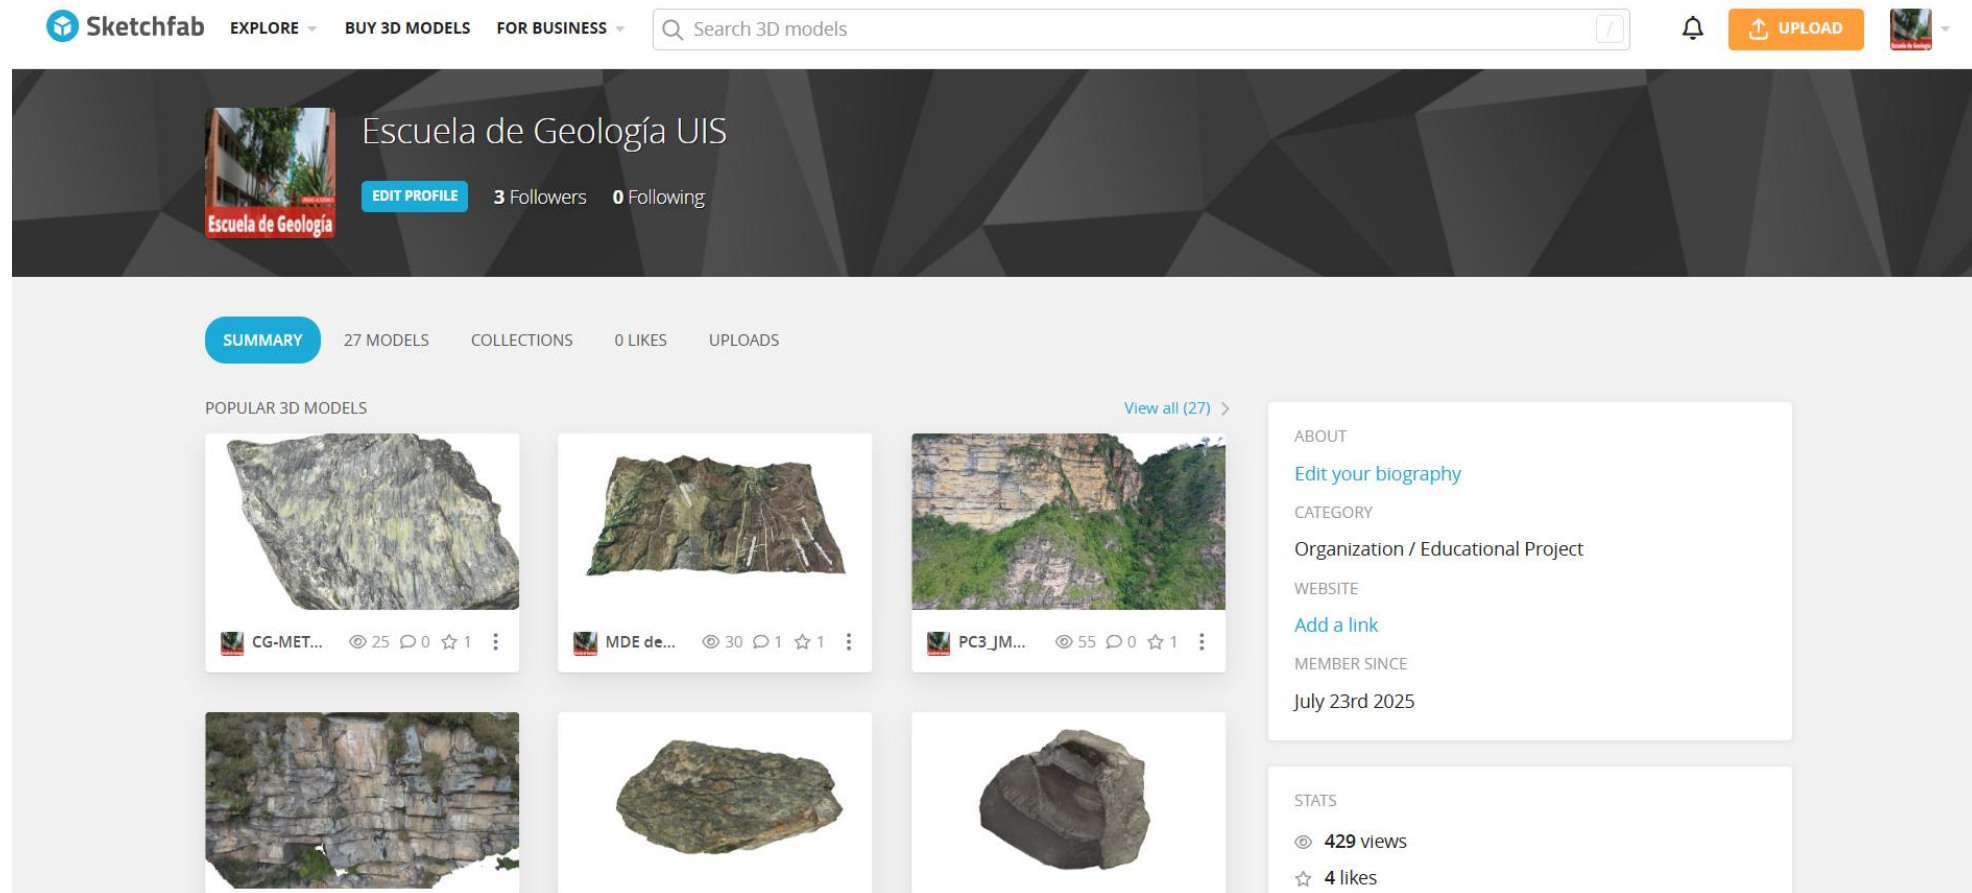 Sketchfab EXPLORE BUY 3D MODELS FOR BUSINESS Search 3D models / UPLOAD
Escuela de Geología UIS
EDIT PROFILE 3 Followers 0 Following
Escuela de Geología
SUMMARY 27 MODELS COLLECTIONS 0 LIKES UPLOADS
POPULAR 3D MODELS View all (27)
CG-MET... 25 0 1
MDE de... 30 1 1
PC3_JM... 55 0 1
ABOUT
Edit your biography
CATEGORY
Organization / Educational Project
WEBSITE
Add a link
MEMBER SINCE
July 23rd 2025
STATS
429 views
4 likes